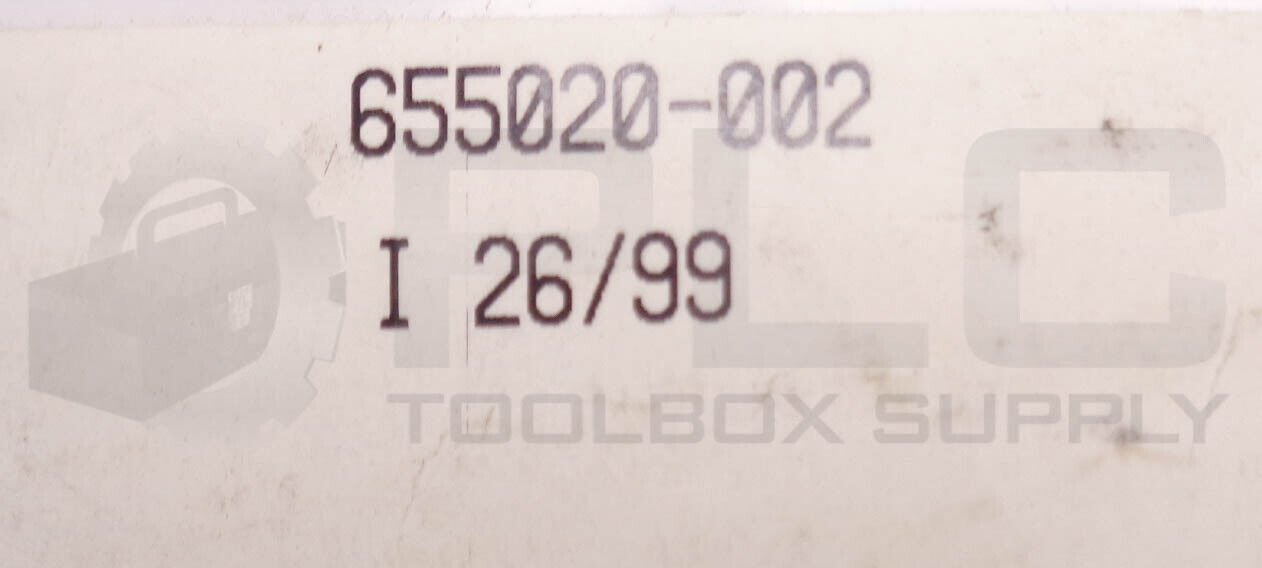 655020-002
I 26/99
PLC
TOOLBOX SUPPLY